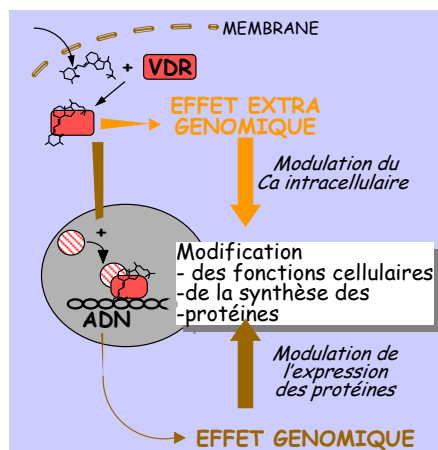 MEMBRANE
+ VDR
EFFET EXTRA
GENOMIQUE
Modulation du
Ca intracellulaire
+
Modification
- des fonctions cellulaires
-de la synthèse des
-protéines
ADN
Modulation de
l'expression
des protéines
EFFET GENOMIQUE